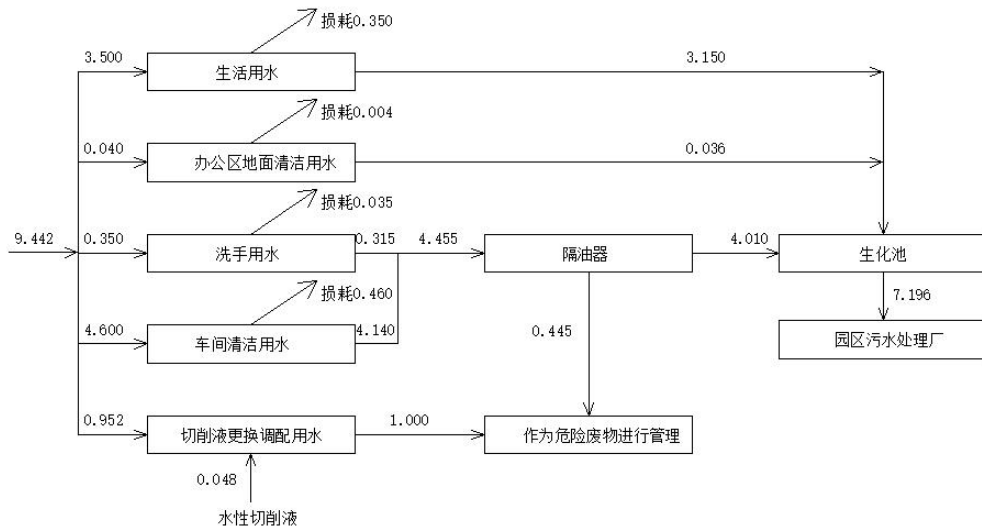 损耗0.350
3.500
生活用水
3.150
损耗0.004
0.040
办公区地面清洁用水
0.036
损耗0.035
9.442
0.350
洗手用水
0.315
4.455
隔油器
4.010
生化池
损耗0.460
7.196
4.600
车间清洁用水
4.140
0.445
园区污水处理厂
0.952
切削液更换调配用水
1.000
作为危险废物进行管理
0.048
水性切削液